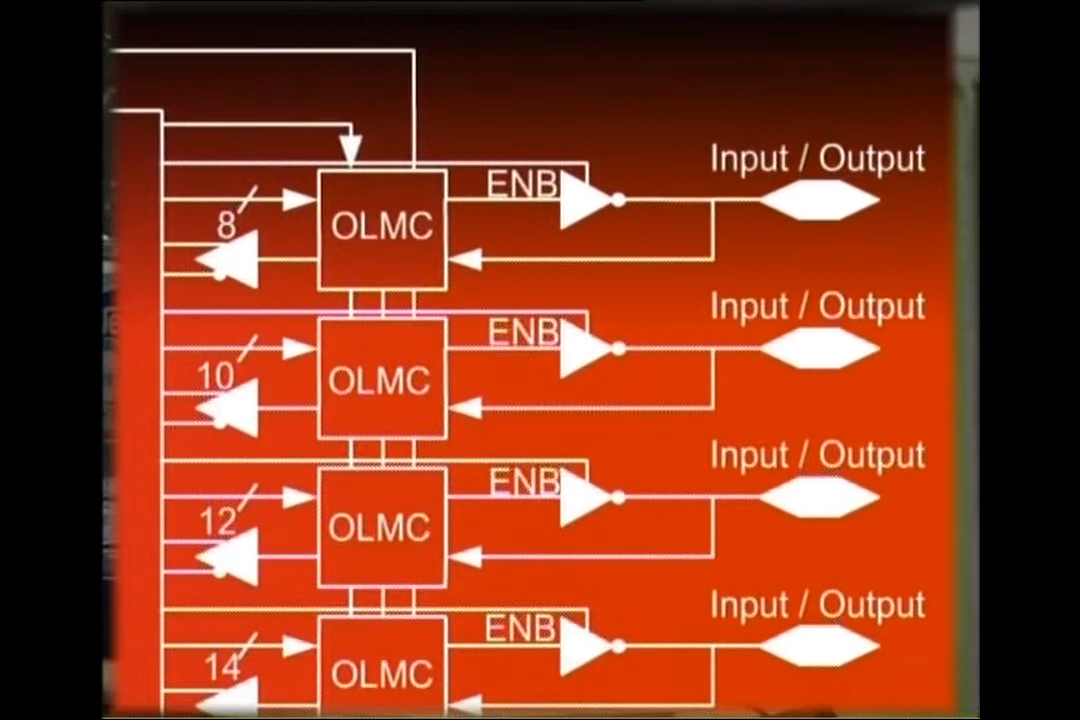 Input / Output
ENB
8
OLMC
Input / Output
ENB
10
OLMC
Input / Output
ENB
12
OLMC
Input / Output
ENB
14
OLMC